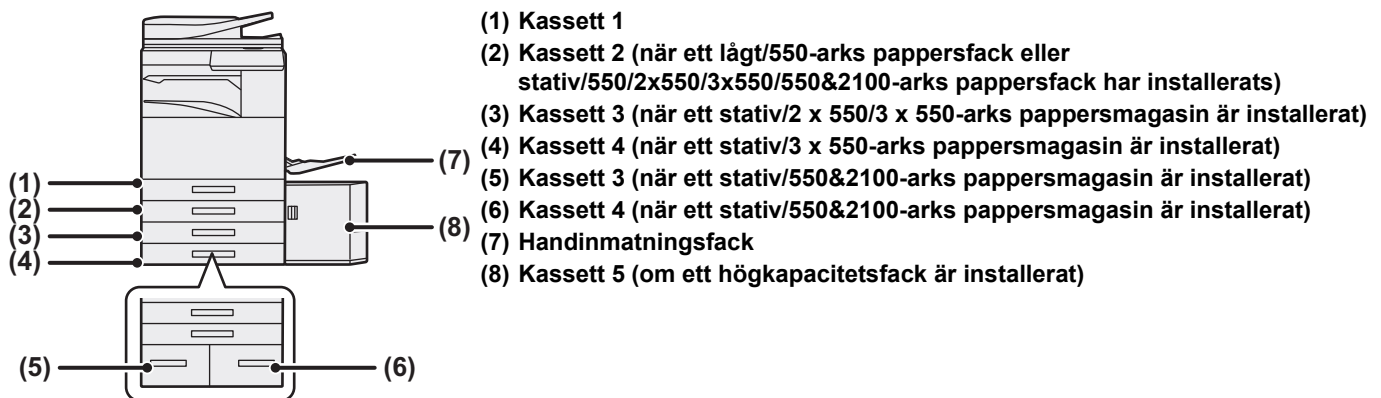 (1) Kassett 1
(2) Kassett 2 (när ett lågt/550-arks pappersfack eller
stativ/550/2x550/3x550/550&2100-arks pappersfack har installerats)
(3) Kassett 3 (när ett stativ/2 x 550/3 x 550-arks pappersmagasin är installerat)
(4) Kassett 4 (när ett stativ/3 x 550-arks pappersmagasin är installerat)
(5) Kassett 3 (när ett stativ/550&2100-arks pappersmagasin är installerat)
(6) Kassett 4 (när ett stativ/550&2100-arks pappersmagasin är installerat)
(7) Handinmatningsfack
(8) Kassett 5 (om ett högkapacitetsfack är installerat)
(1)
(2)
(3)
(4)
(7)
(8)
(5)
(6)